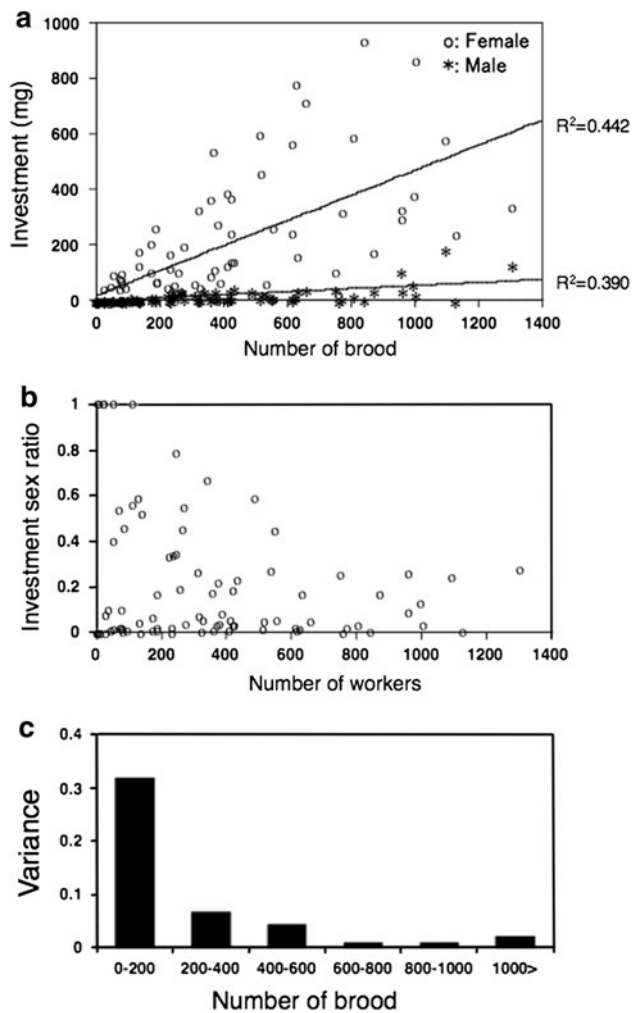 a
1000
800
600
400
200
0
Investment (mg)
o: Female
*: Male
R²=0.442
R²=0.390
0 200 400 600 800 1000 1200 1400
Number of brood
b
1
0.8
0.6
0.4
0.2
0
Investment sex ratio
0 200 400 600 800 1000 1200 1400
Number of workers
c
0.4
0.3
0.2
0.1
0
Variance
0-200 200-400 400-600 600-800 800-1000 1000>
Number of brood